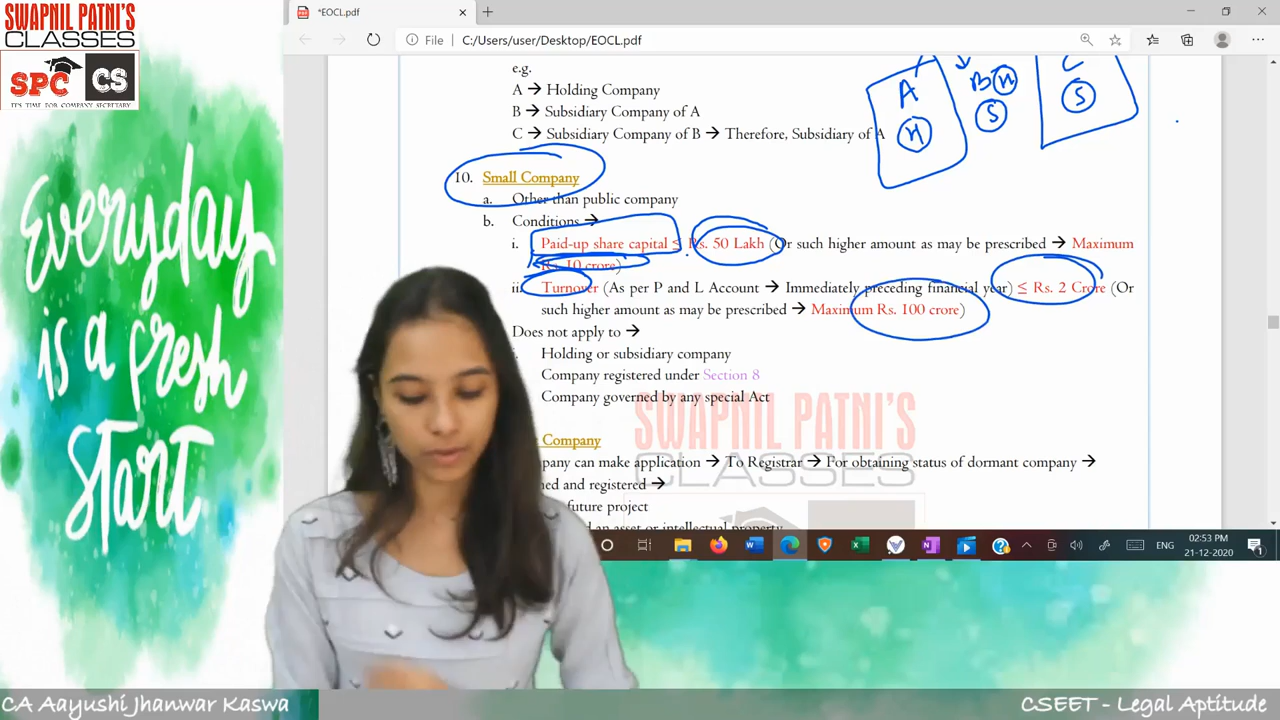 SWAPNIL PATNI'S
CLASSES
SPC CS
IT'S TIME FOR COMPANY SECRETARY
Everyday
is a fresh
start
*EOCL.pdf
File C:/Users/user/Desktop/EOCL.pdf
e.g.
A → Holding Company
B → Subsidiary Company of A
C → Subsidiary Company of B → Therefore, Subsidiary of A
A
H
B H
S
C
S
10. Small Company
a. Other than public company
b. Conditions →
i. Paid-up share capital ≤ Rs. 50 Lakh (Or such higher amount as may be prescribed → Maximum
Rs. 10 crore)
ii. Turnover (As per P and L Account → Immediately preceding financial year) ≤ Rs. 2 Crore (Or
such higher amount as may be prescribed → Maximum Rs. 100 crore)
Does not apply to →
Holding or subsidiary company
Company registered under Section 8
Company governed by any special Act
SWAPNIL PATNI'S
CLASSES
Company
can make application → To Registrar → For obtaining status of dormant company →
and registered →
future project
an asset or intellectual property
ENG
02:53 PM
21-12-2020
CA Aayushi Jhanwar Kaswa
CSEET - Legal Aptitude